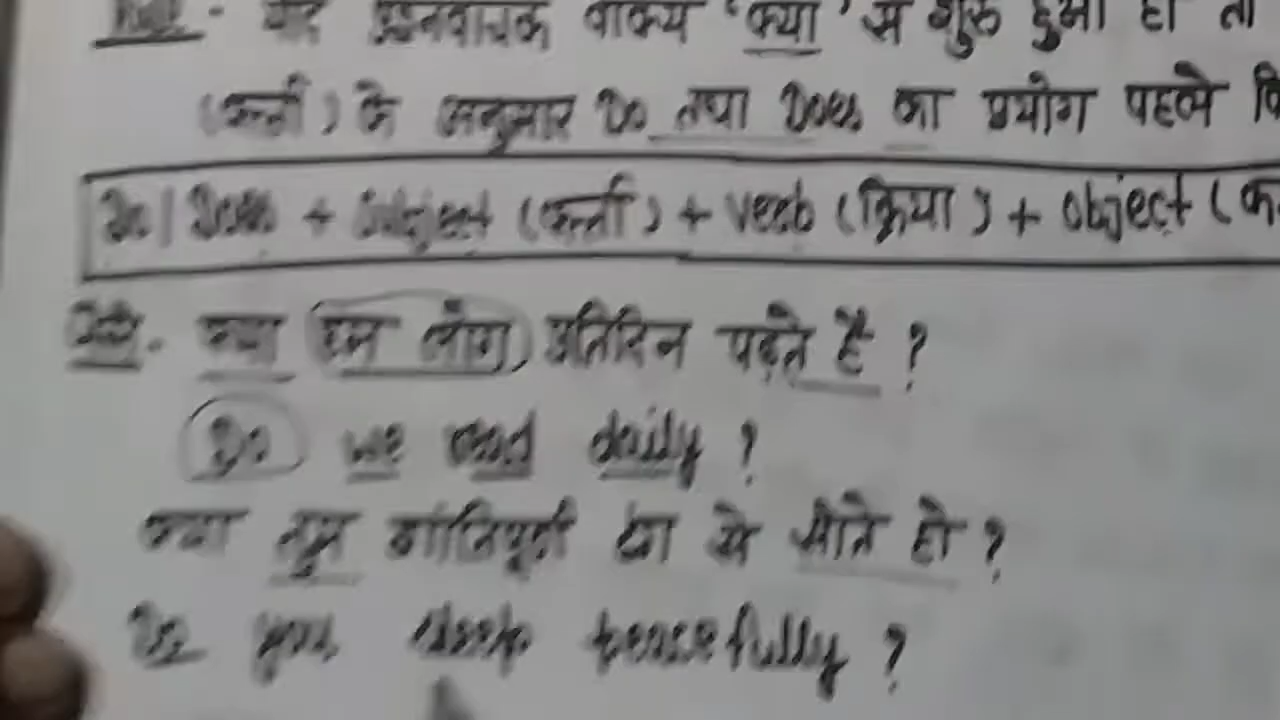 यदि प्रश्नवाचक वाक्य 'क्या' से शुरू हुआ हो तो
(कर्त्ता) के अनुसार Do तथा Does का प्रयोग पहले
Do / Does + Subject (कर्त्ता) + Verb (क्रिया) + Object (
क्या हम लोग प्रतिदिन पढ़ते है ?
Do we read daily ?
क्या तुम शांतिपूर्ण ढंग से सोते हो ?
Do you sleep peacefully ?